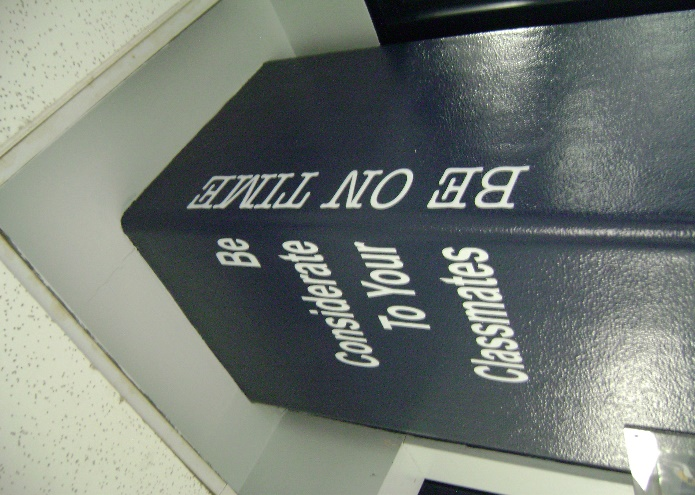 BE ON TIME
Be
Considerate
To Your
Classmates